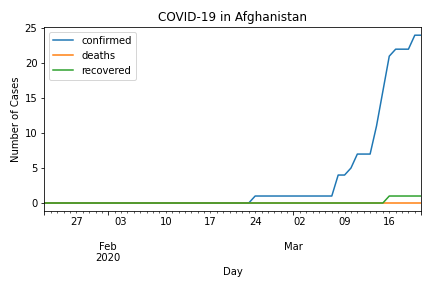 COVID-19 in Afghanistan
25
20
15
10
5
0
Number of Cases
confirmed
deaths
recovered
27 03 10 17 24 02 09 16
Feb Mar
2020
Day